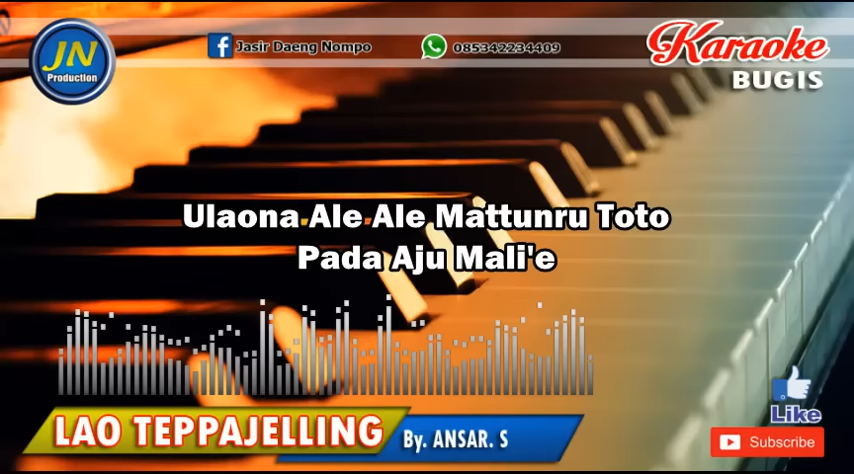 JN
Production
Jasir Daeng Nompo
085342234409
Karaoke
BUGIS
Ulaona Ale Ale Mattunru Toto
Pada Aju Mali'e
LAO TEPPAJELLING
By. ANSAR. S
Like
Subscribe